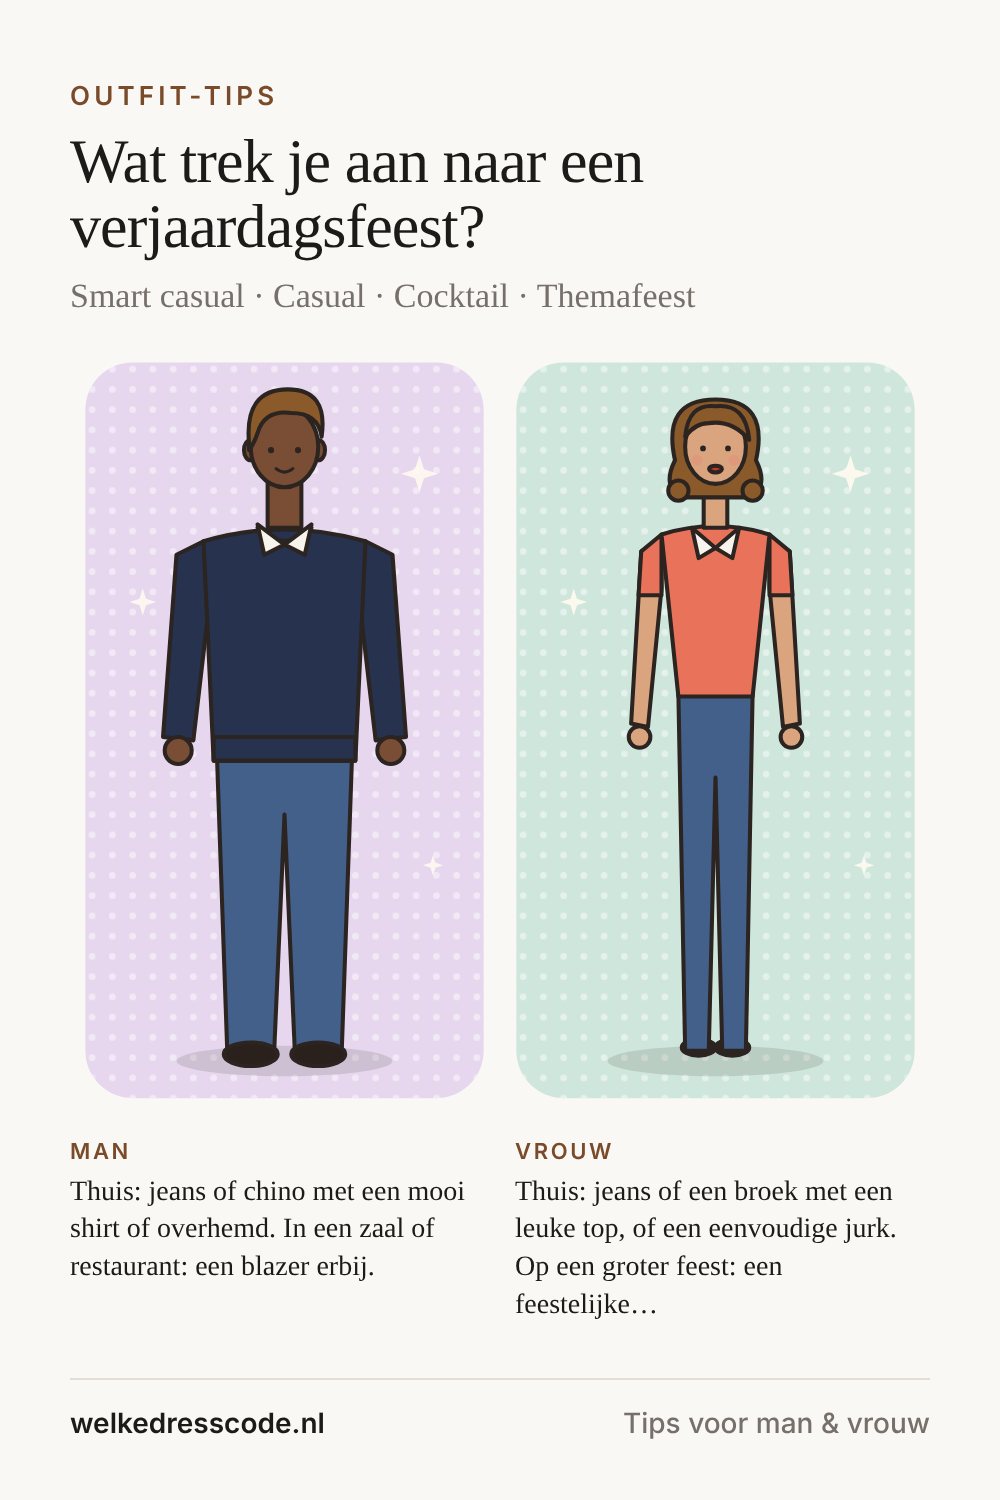 OUTFIT-TIPS
Wat trek je aan naar een
verjaardagsfeest?
Smart casual · Casual · Cocktail · Themafeest
MAN
Thuis: jeans of chino met een mooi
shirt of overhemd. In een zaal of
restaurant: een blazer erbij.
VROUW
Thuis: jeans of een broek met een
leuke top, of een eenvoudige jurk.
Op een groter feest: een
feestelijke…
welkedresscode.nl
Tips voor man & vrouw